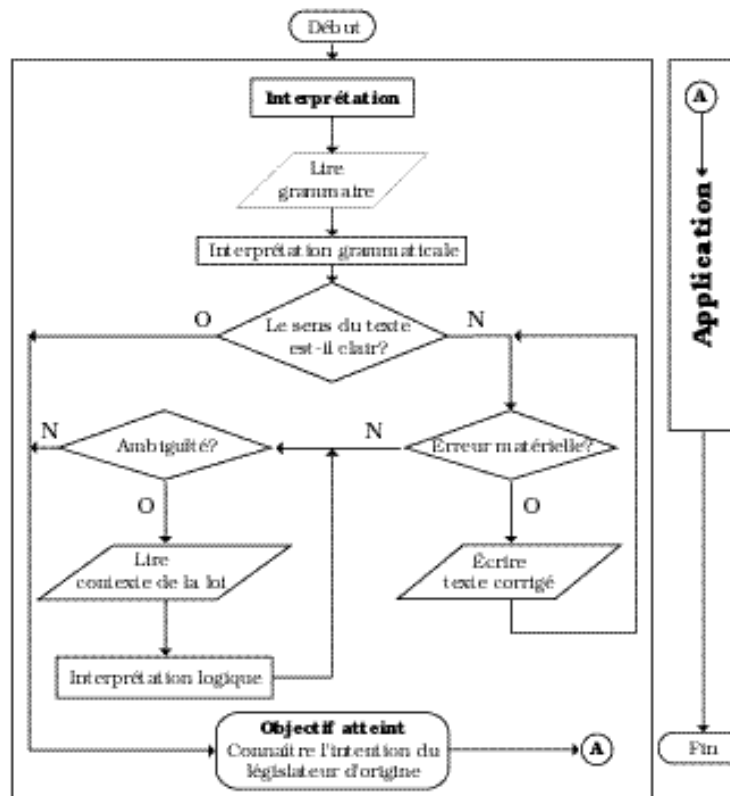 Début
Interprétation
Lire
grammaire
Interprétation grammaticale
O
Le sens du texte
est-il clair?
N
N
Ambiguïté?
N
Erreur matérielle?
O
O
Lire
contexte de la loi
Écrire
texte corrigé
Interprétation logique
Objectif atteint
Connaître l'intention du
législateur d'origine
A
A
Application
Fin